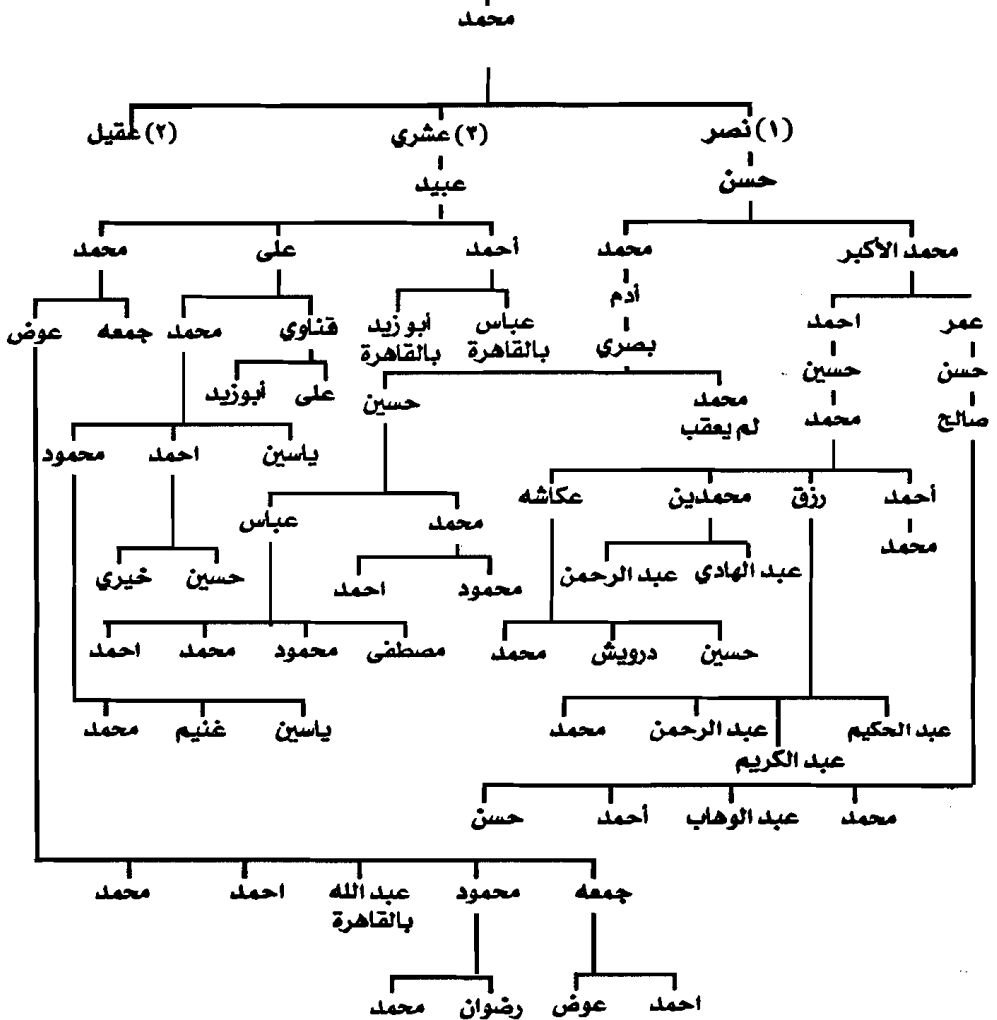 محمد
(١) نصر (٣) عشري (٢) عقيل
حسن عبيد
محمد الأكبر محمد أحمد على محمد
عمر احمد أدم عباس بالقاهرة أبو زيد بالقاهرة قناوي محمد جمعه عوض
حسن حسين بصري على أبوزيد
صالح محمد محمد لم يعقب حسين ياسين احمد محمود
أحمد رزق محمدين عكاشه محمد عباس
محمد عبد الهادي عبد الرحمن محمود احمد حسين خيري
حسين درويش محمد مصطفى محمود محمد احمد
عبد الحكيم عبد الكريم عبد الرحمن محمد ياسين غنيم محمد
محمد عبد الوهاب أحمد حسن
جمعه محمود عبد الله بالقاهرة احمد محمد
احمد عوض رضوان محمد